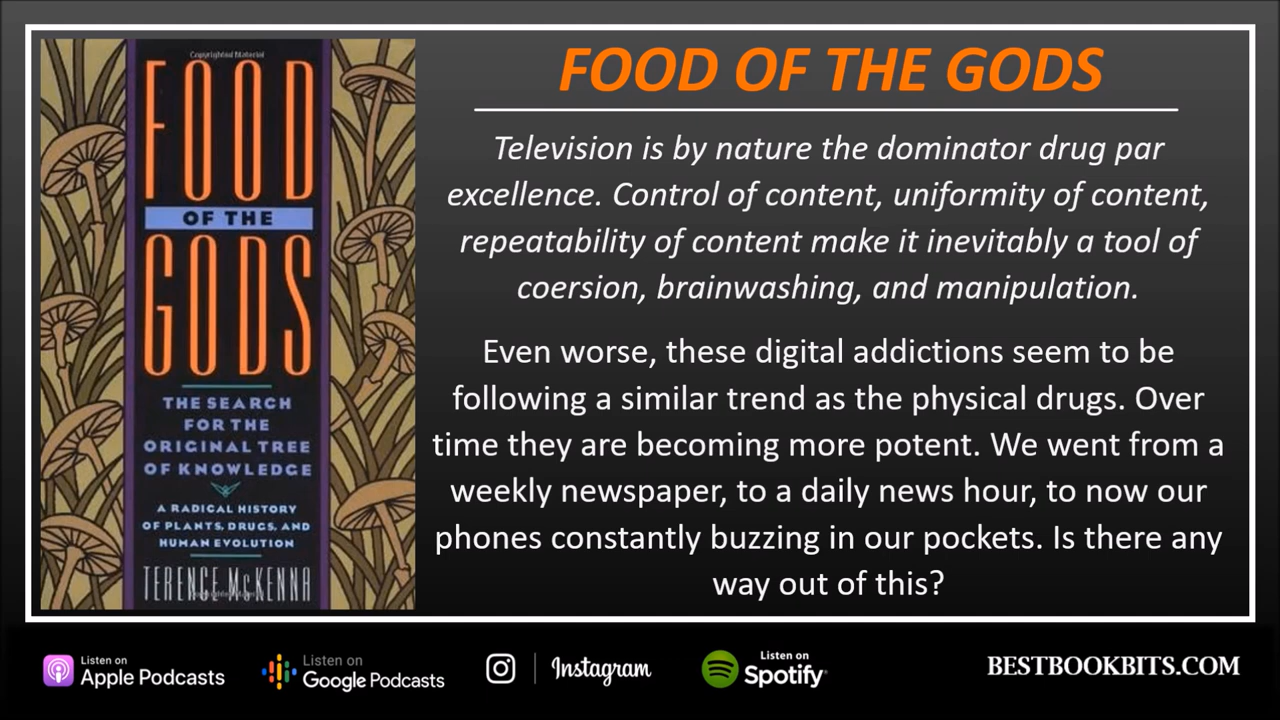 Copyrighted Material
FOOD
OF THE
GODS
THE SEARCH
FOR THE
ORIGINAL TREE
OF KNOWLEDGE
A RADICAL HISTORY
OF PLANTS, DRUGS, AND
HUMAN EVOLUTION
TERENCE McKENNA
FOOD OF THE GODS
Television is by nature the dominator drug par
excellence. Control of content, uniformity of content,
repeatability of content make it inevitably a tool of
coersion, brainwashing, and manipulation.
Even worse, these digital addictions seem to be
following a similar trend as the physical drugs. Over
time they are becoming more potent. We went from a
weekly newspaper, to a daily news hour, to now our
phones constantly buzzing in our pockets. Is there any
way out of this?
Listen on
Apple Podcasts
Listen on
Google Podcasts
Instagram
Listen on
Spotify
BESTBOOKBITS.COM